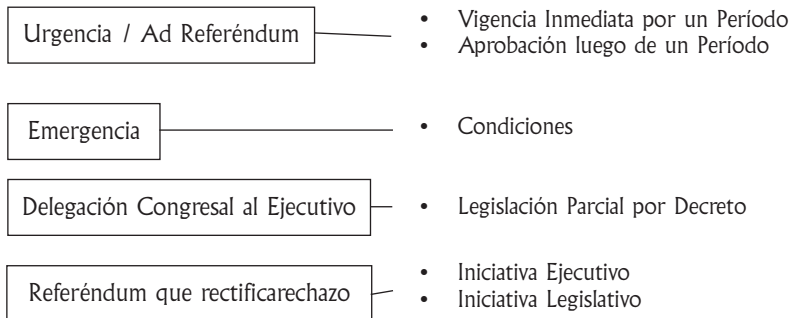 Urgencia / Ad Referéndum
• Vigencia Inmediata por un Período
• Aprobación luego de un Período
Emergencia
• Condiciones
Delegación Congresal al Ejecutivo
• Legislación Parcial por Decreto
Referéndum que rectificarechazo
• Iniciativa Ejecutivo
• Iniciativa Legislativo